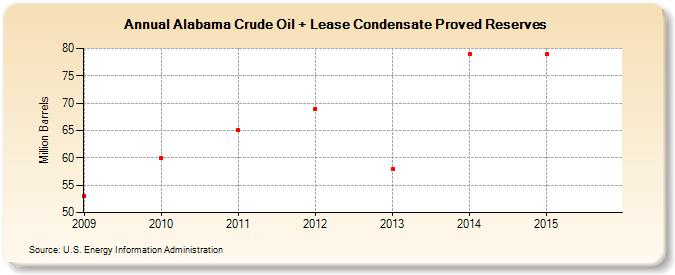 Annual Alabama Crude Oil + Lease Condensate Proved Reserves
Million Barrels
80
75
70
65
60
55
50
2009 2010 2011 2012 2013 2014 2015
Source: U.S. Energy Information Administration